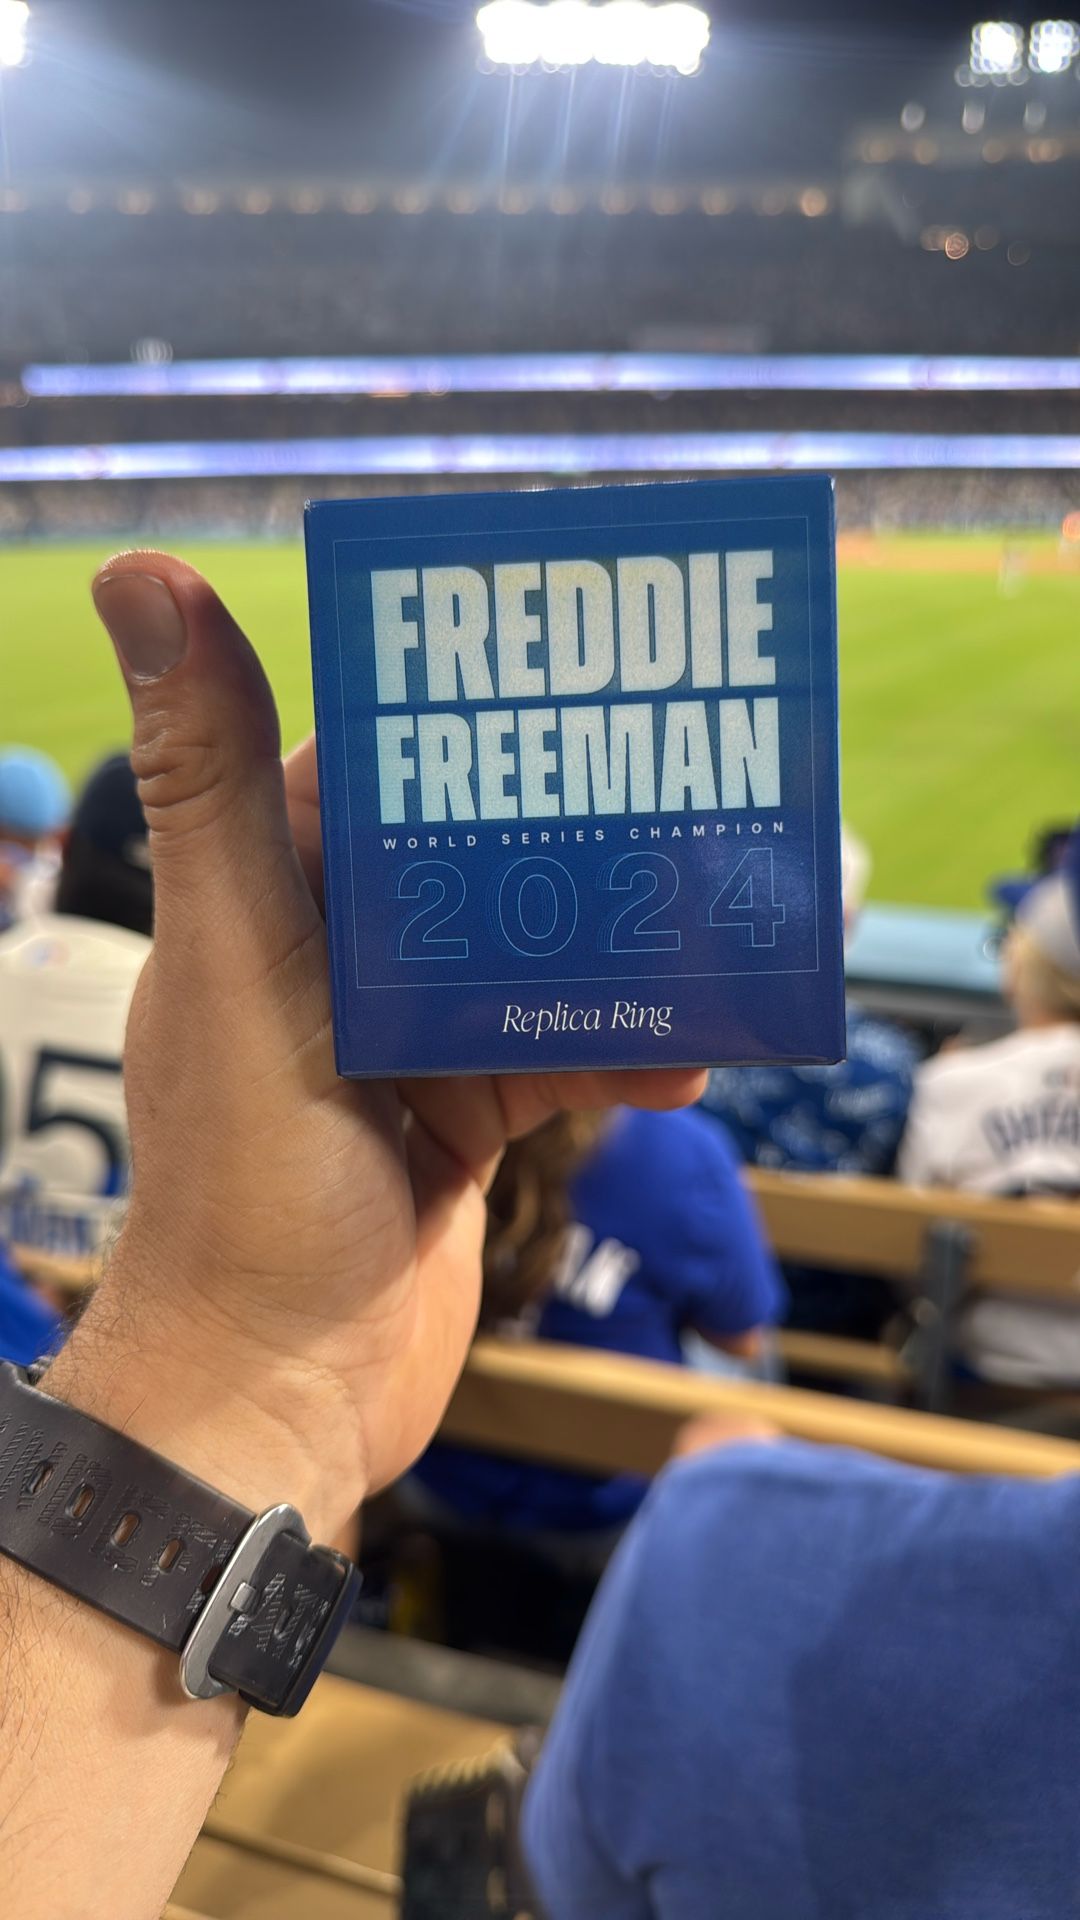 FREDDIE
FREEMAN
WORLD SERIES CHAMPION
2024
Replica Ring